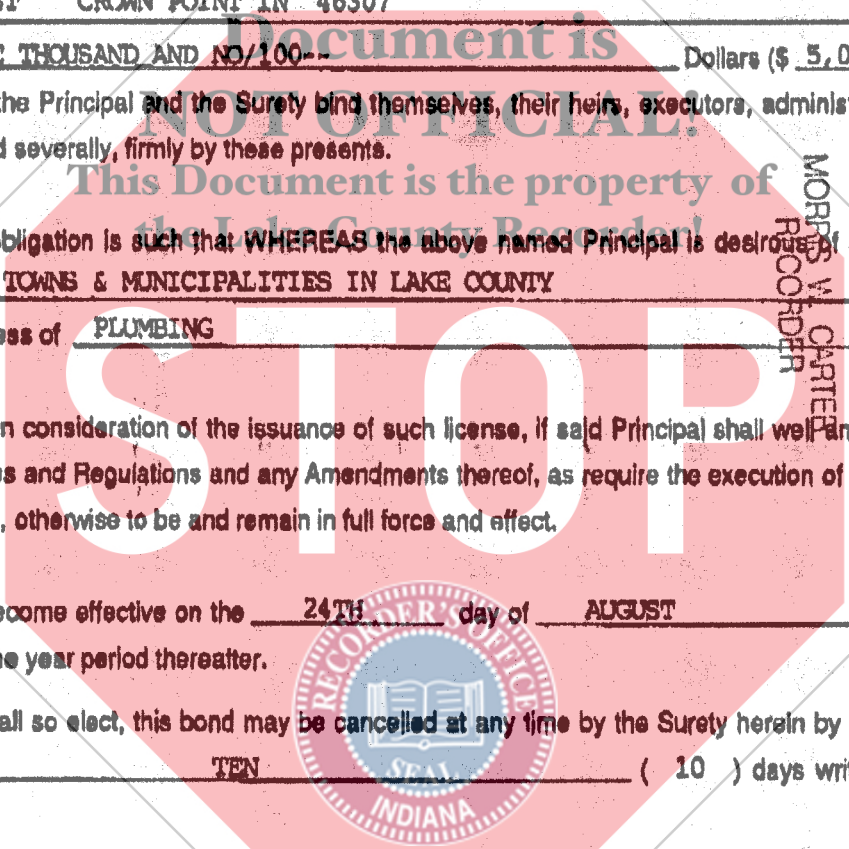 CROWN POINT IN 46307
THOUSAND AND NO/100-- Dollars ($ 5,0
the Principal and the Surety bind themselves, their heirs, executors, adminis
d severally, firmly by these presents.
obligation is such that WHEREAS the above named Principal is desirous of
TOWNS & MUNICIPALITIES IN LAKE COUNTY
ess of PLUMBING
n consideration of the issuance of such license, if said Principal shall well an
s and Regulations and any Amendments thereof, as require the execution of
, otherwise to be and remain in full force and effect.
ecome effective on the 24TH day of AUGUST
ne year period thereafter.
all so elect, this bond may be cancelled at any time by the Surety herein by
TEN ( 10 ) days writ
Document is
NOT OFFICIAL!
This Document is the property of
the Lake County Recorder!
STOP
MORRIS W. CARTER
RECORDER
RECORDER'S OFFICE
SEAL
INDIANA